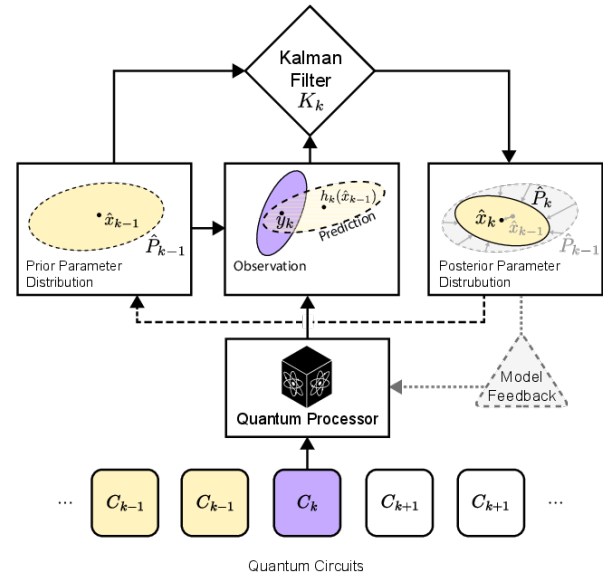 Kalman
Filter
K_k
x̂_{k-1}
P̂_{k-1}
Prior Parameter
Distribution
h_k(x̂_{k-1})
y_k
Prediction
Observation
P̂_k
x̂_k
x̂_{k-1}
P̂_{k-1}
Posterior Parameter
Distrubution
Model
Feedback
Quantum Processor
... C_{k-1} C_{k-1} C_k C_{k+1} C_{k+1} ...
Quantum Circuits